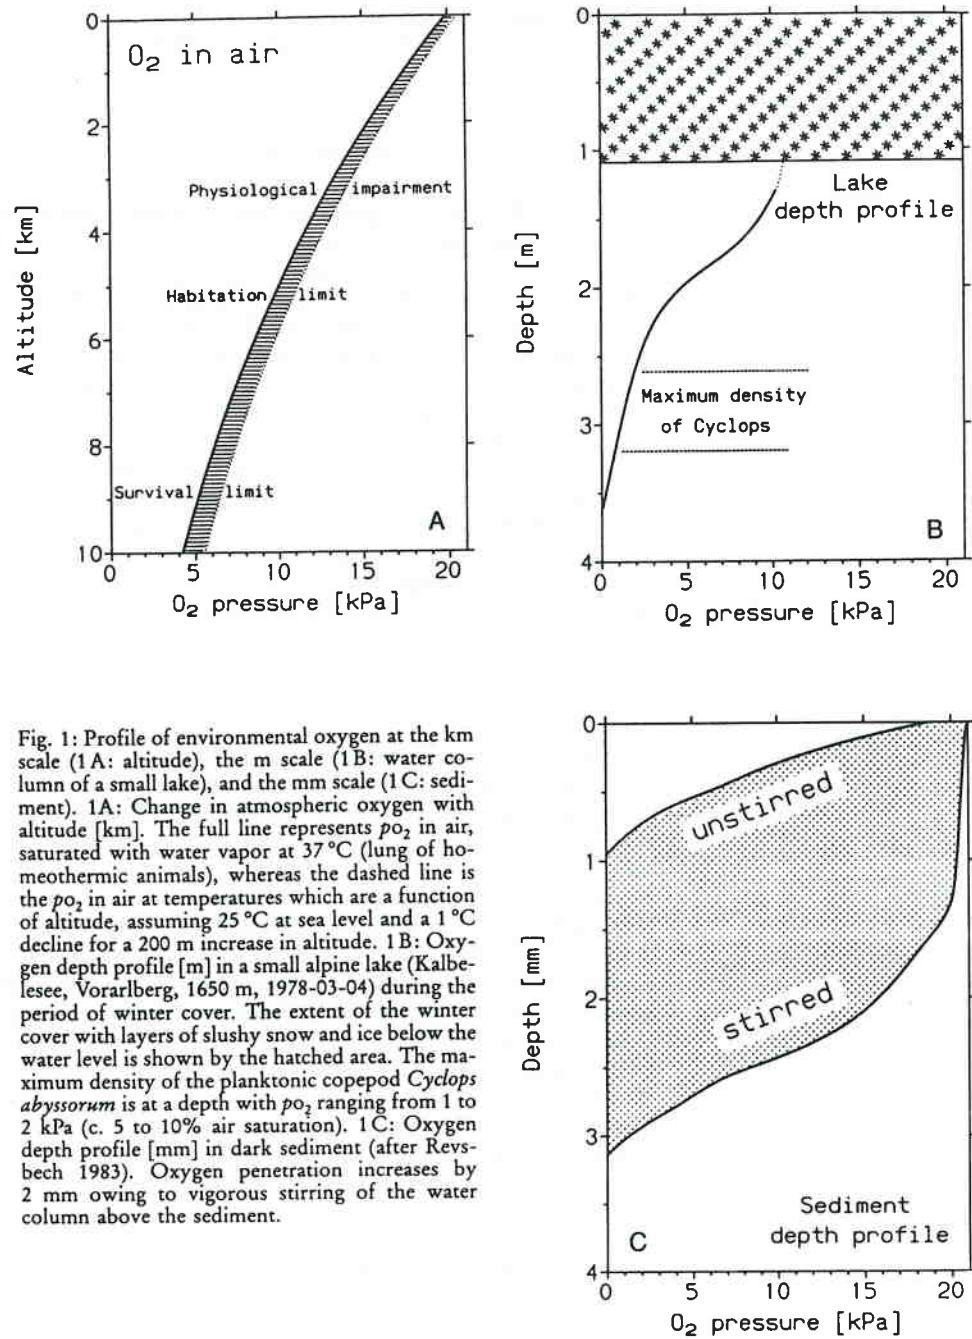 0
2
4
6
8
10
Altitude [km]
O₂ in air
Physiological impairment
Habitation limit
Survival limit
A
0 5 10 15 20
O₂ pressure [kPa]
0
1
2
3
4
Depth [m]
Lake
depth profile
Maximum density
of Cyclops
B
0 5 10 15 20
O₂ pressure [kPa]
Fig. 1: Profile of environmental oxygen at the km
scale (1A: altitude), the m scale (1B: water co-
lumn of a small lake), and the mm scale (1C: sedi-
ment). 1A: Change in atmospheric oxygen with
altitude [km]. The full line represents po₂ in air,
saturated with water vapor at 37 °C (lung of ho-
meothermic animals), whereas the dashed line is
the po₂ in air at temperatures which are a function
of altitude, assuming 25 °C at sea level and a 1 °C
decline for a 200 m increase in altitude. 1B: Oxy-
gen depth profile [m] in a small alpine lake (Kalbe-
lesee, Vorarlberg, 1650 m, 1978-03-04) during the
period of winter cover. The extent of the winter
cover with layers of slushy snow and ice below the
water level is shown by the hatched area. The ma-
ximum density of the planktonic copepod Cyclops
abyssorum is at a depth with po₂ ranging from 1 to
2 kPa (c. 5 to 10% air saturation). 1C: Oxygen
depth profile [mm] in dark sediment (after Revs-
bech 1983). Oxygen penetration increases by
2 mm owing to vigorous stirring of the water
column above the sediment.
0
1
2
3
4
Depth [mm]
unstirred
stirred
Sediment
depth profile
C
0 5 10 15 20
O₂ pressure [kPa]